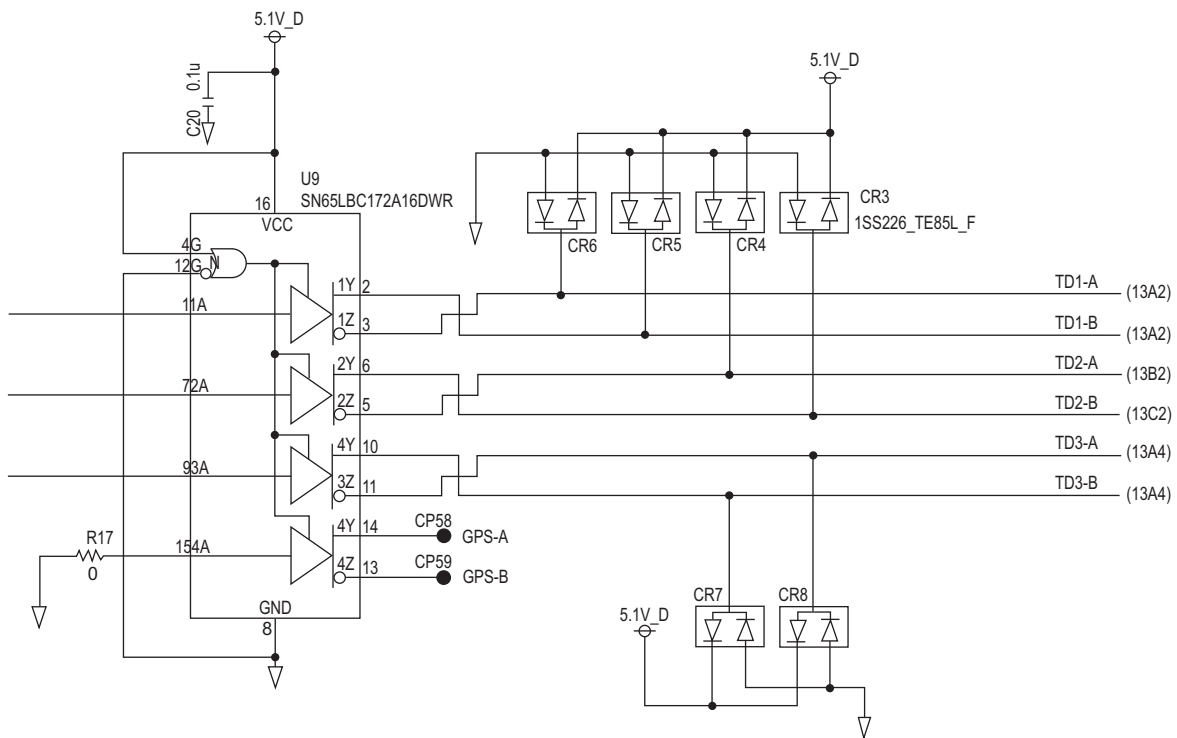 5.1V_D
0.1u
C20
5.1V_D
U9
SN65LBC172A16DWR
16
VCC
CR6
CR5
CR4
CR3
1SS226_TE85L_F
4G
12G
N
11A
1Y 2
1Z 3
TD1-A (13A2)
TD1-B (13A2)
72A
2Y 6
2Z 5
TD2-A (13B2)
TD2-B (13C2)
93A
4Y 10
3Z 11
TD3-A (13A4)
TD3-B (13A4)
R17
0
154A
4Y 14
CP58
GPS-A
4Z 13
CP59
GPS-B
GND
8
5.1V_D
CR7
CR8